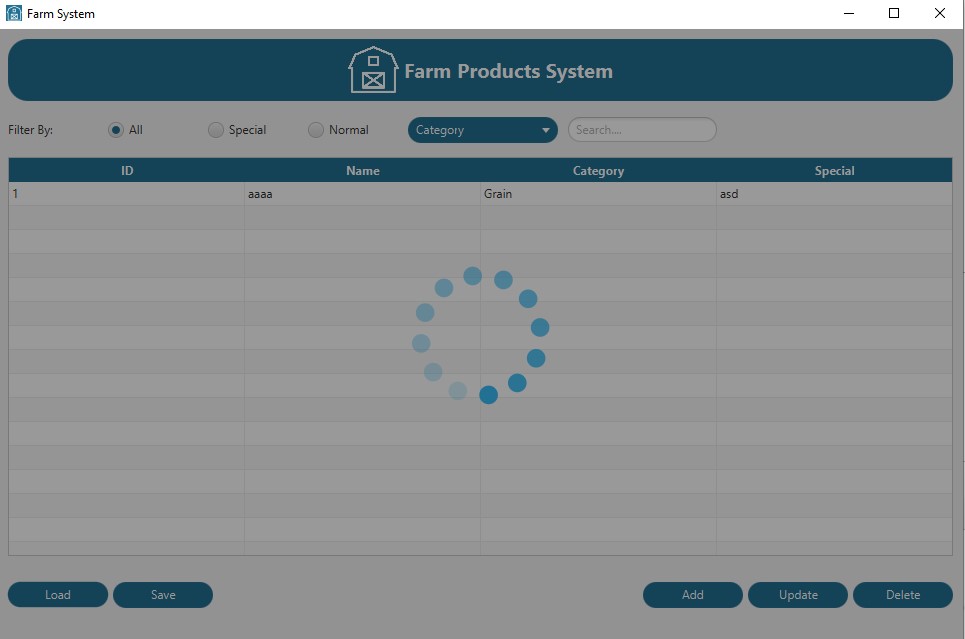 Farm System
Farm Products System
Filter By: All Special Normal Category Search....
ID Name Category Special
1 aaaa Grain asd
Load Save Add Update Delete